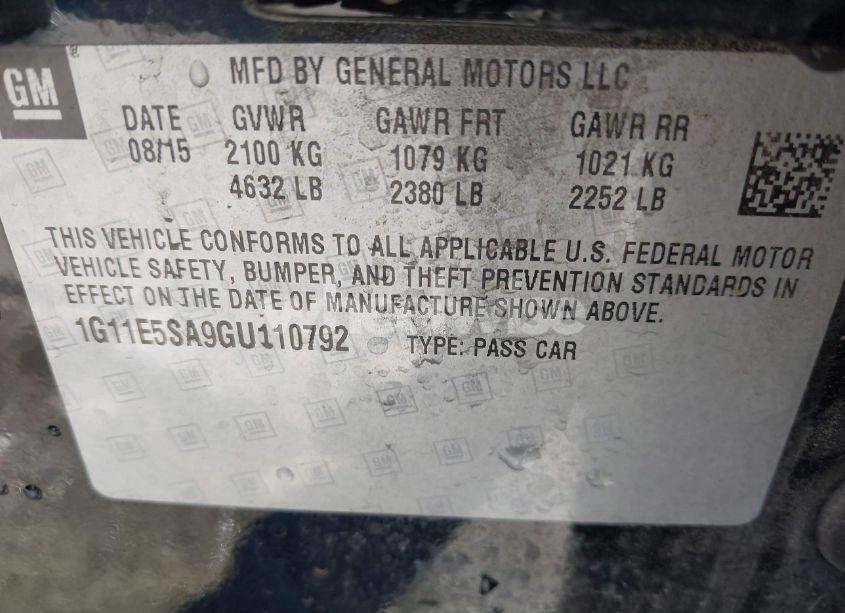 GM
MFD BY GENERAL MOTORS LLC
DATE GVWR GAWR FRT GAWR RR
08/15 2100 KG 1079 KG 1021 KG
4632 LB 2380 LB 2252 LB
THIS VEHICLE CONFORMS TO ALL APPLICABLE U.S. FEDERAL MOTOR
VEHICLE SAFETY, BUMPER, AND THEFT PREVENTION STANDARDS IN
EFFECT ON THE DATE OF MANUFACTURE SHOWN ABOVE.
1G11E5SA9GU110792 TYPE: PASS CAR